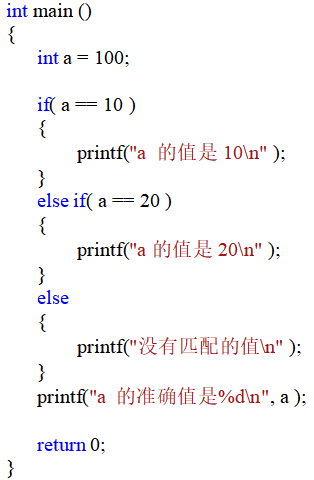 int main ()
{
int a = 100;
if( a == 10 )
{
printf("a  的值是 10\n" );
}
else if( a == 20 )
{
printf("a 的值是 20\n" );
}
else
{
printf("没有匹配的值\n" );
}
printf("a  的准确值是%d\n", a );
return 0;
}